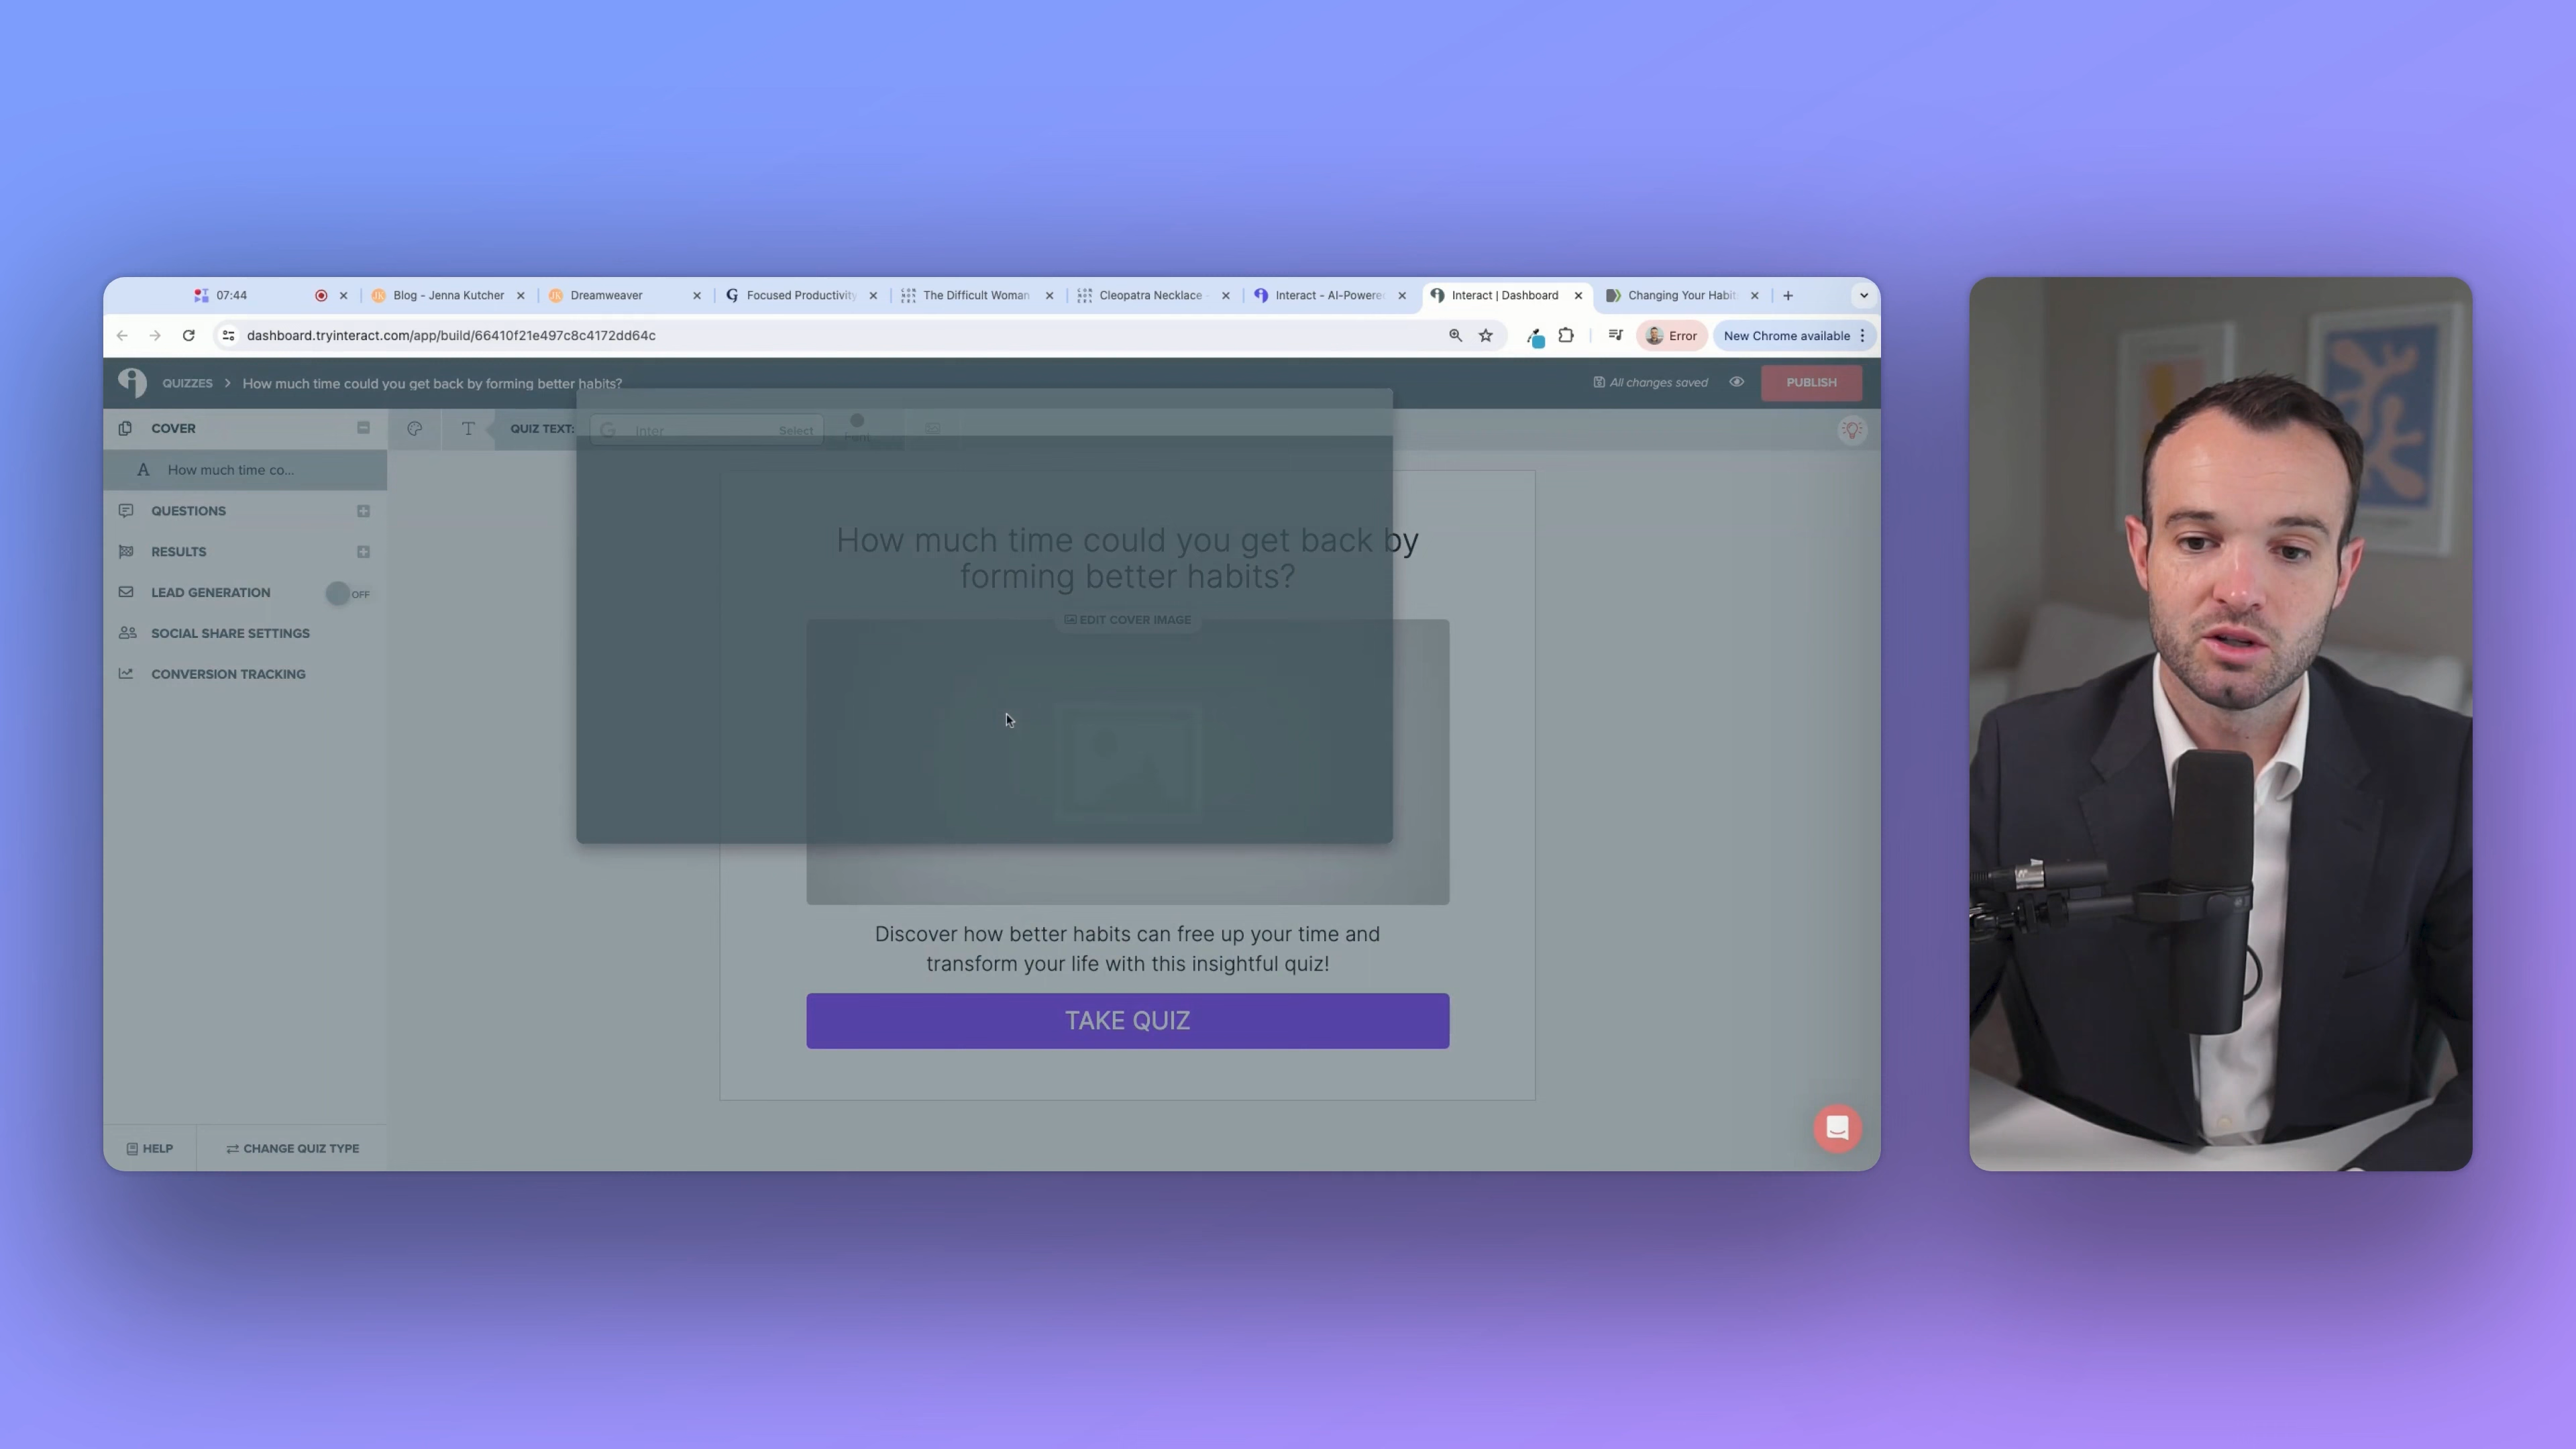 07:44
Blog - Jenna Kutcher
Dreamweaver
Focused Productivity
The Difficult Woman
Cleopatra Necklace -
Interact - AI-Powere
Interact | Dashboard
Changing Your Habit
dashboard.tryinteract.com/app/build/66410f21e497c8c4172dd64c
Error
New Chrome available
QUIZZES > How much time could you get back by forming better habits?
All changes saved
PUBLISH
COVER
QUIZ TEXT:
Inter
Select
A How much time co...
QUESTIONS
RESULTS
LEAD GENERATION
OFF
SOCIAL SHARE SETTINGS
CONVERSION TRACKING
How much time could you get back by
forming better habits?
EDIT COVER IMAGE
Discover how better habits can free up your time and
transform your life with this insightful quiz!
TAKE QUIZ
HELP
CHANGE QUIZ TYPE